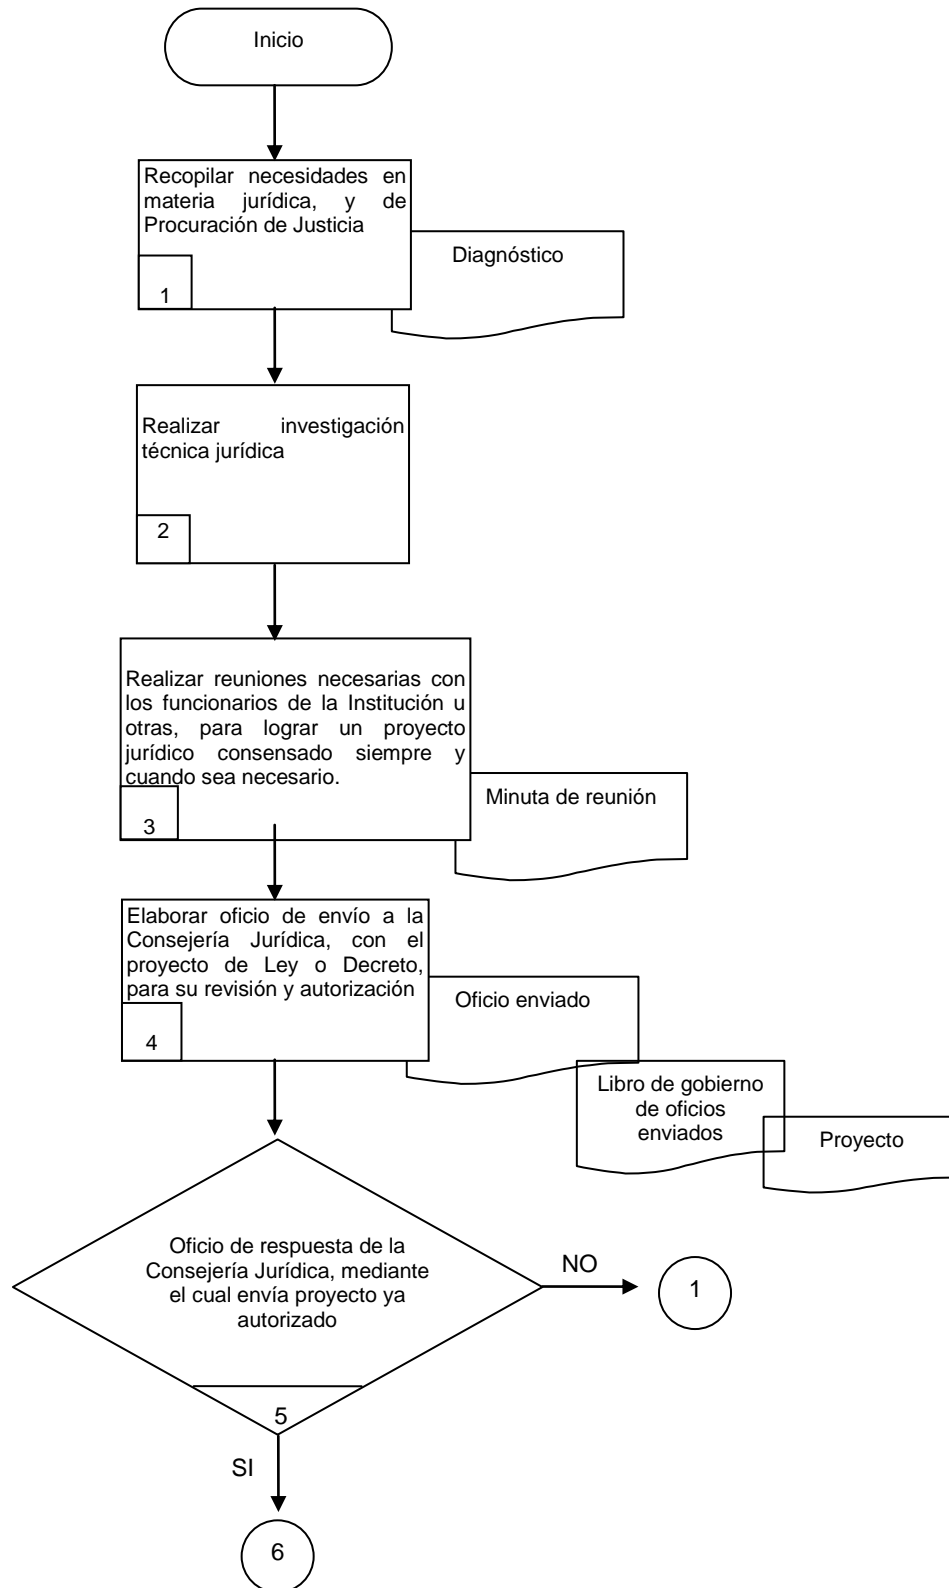 Inicio
Recopilar necesidades en
materia jurídica, y de
Procuración de Justicia
1
Diagnóstico
Realizar investigación
técnica jurídica
2
Realizar reuniones necesarias con
los funcionarios de la Institución u
otras, para lograr un proyecto
jurídico consensado siempre y
cuando sea necesario.
3
Minuta de reunión
Elaborar oficio de envío a la
Consejería Jurídica, con el
proyecto de Ley o Decreto,
para su revisión y autorización
4
Oficio enviado
Libro de gobierno
de oficios
enviados
Proyecto
Oficio de respuesta de la
Consejería Jurídica, mediante
el cual envía proyecto ya
autorizado
5
NO
1
SI
6